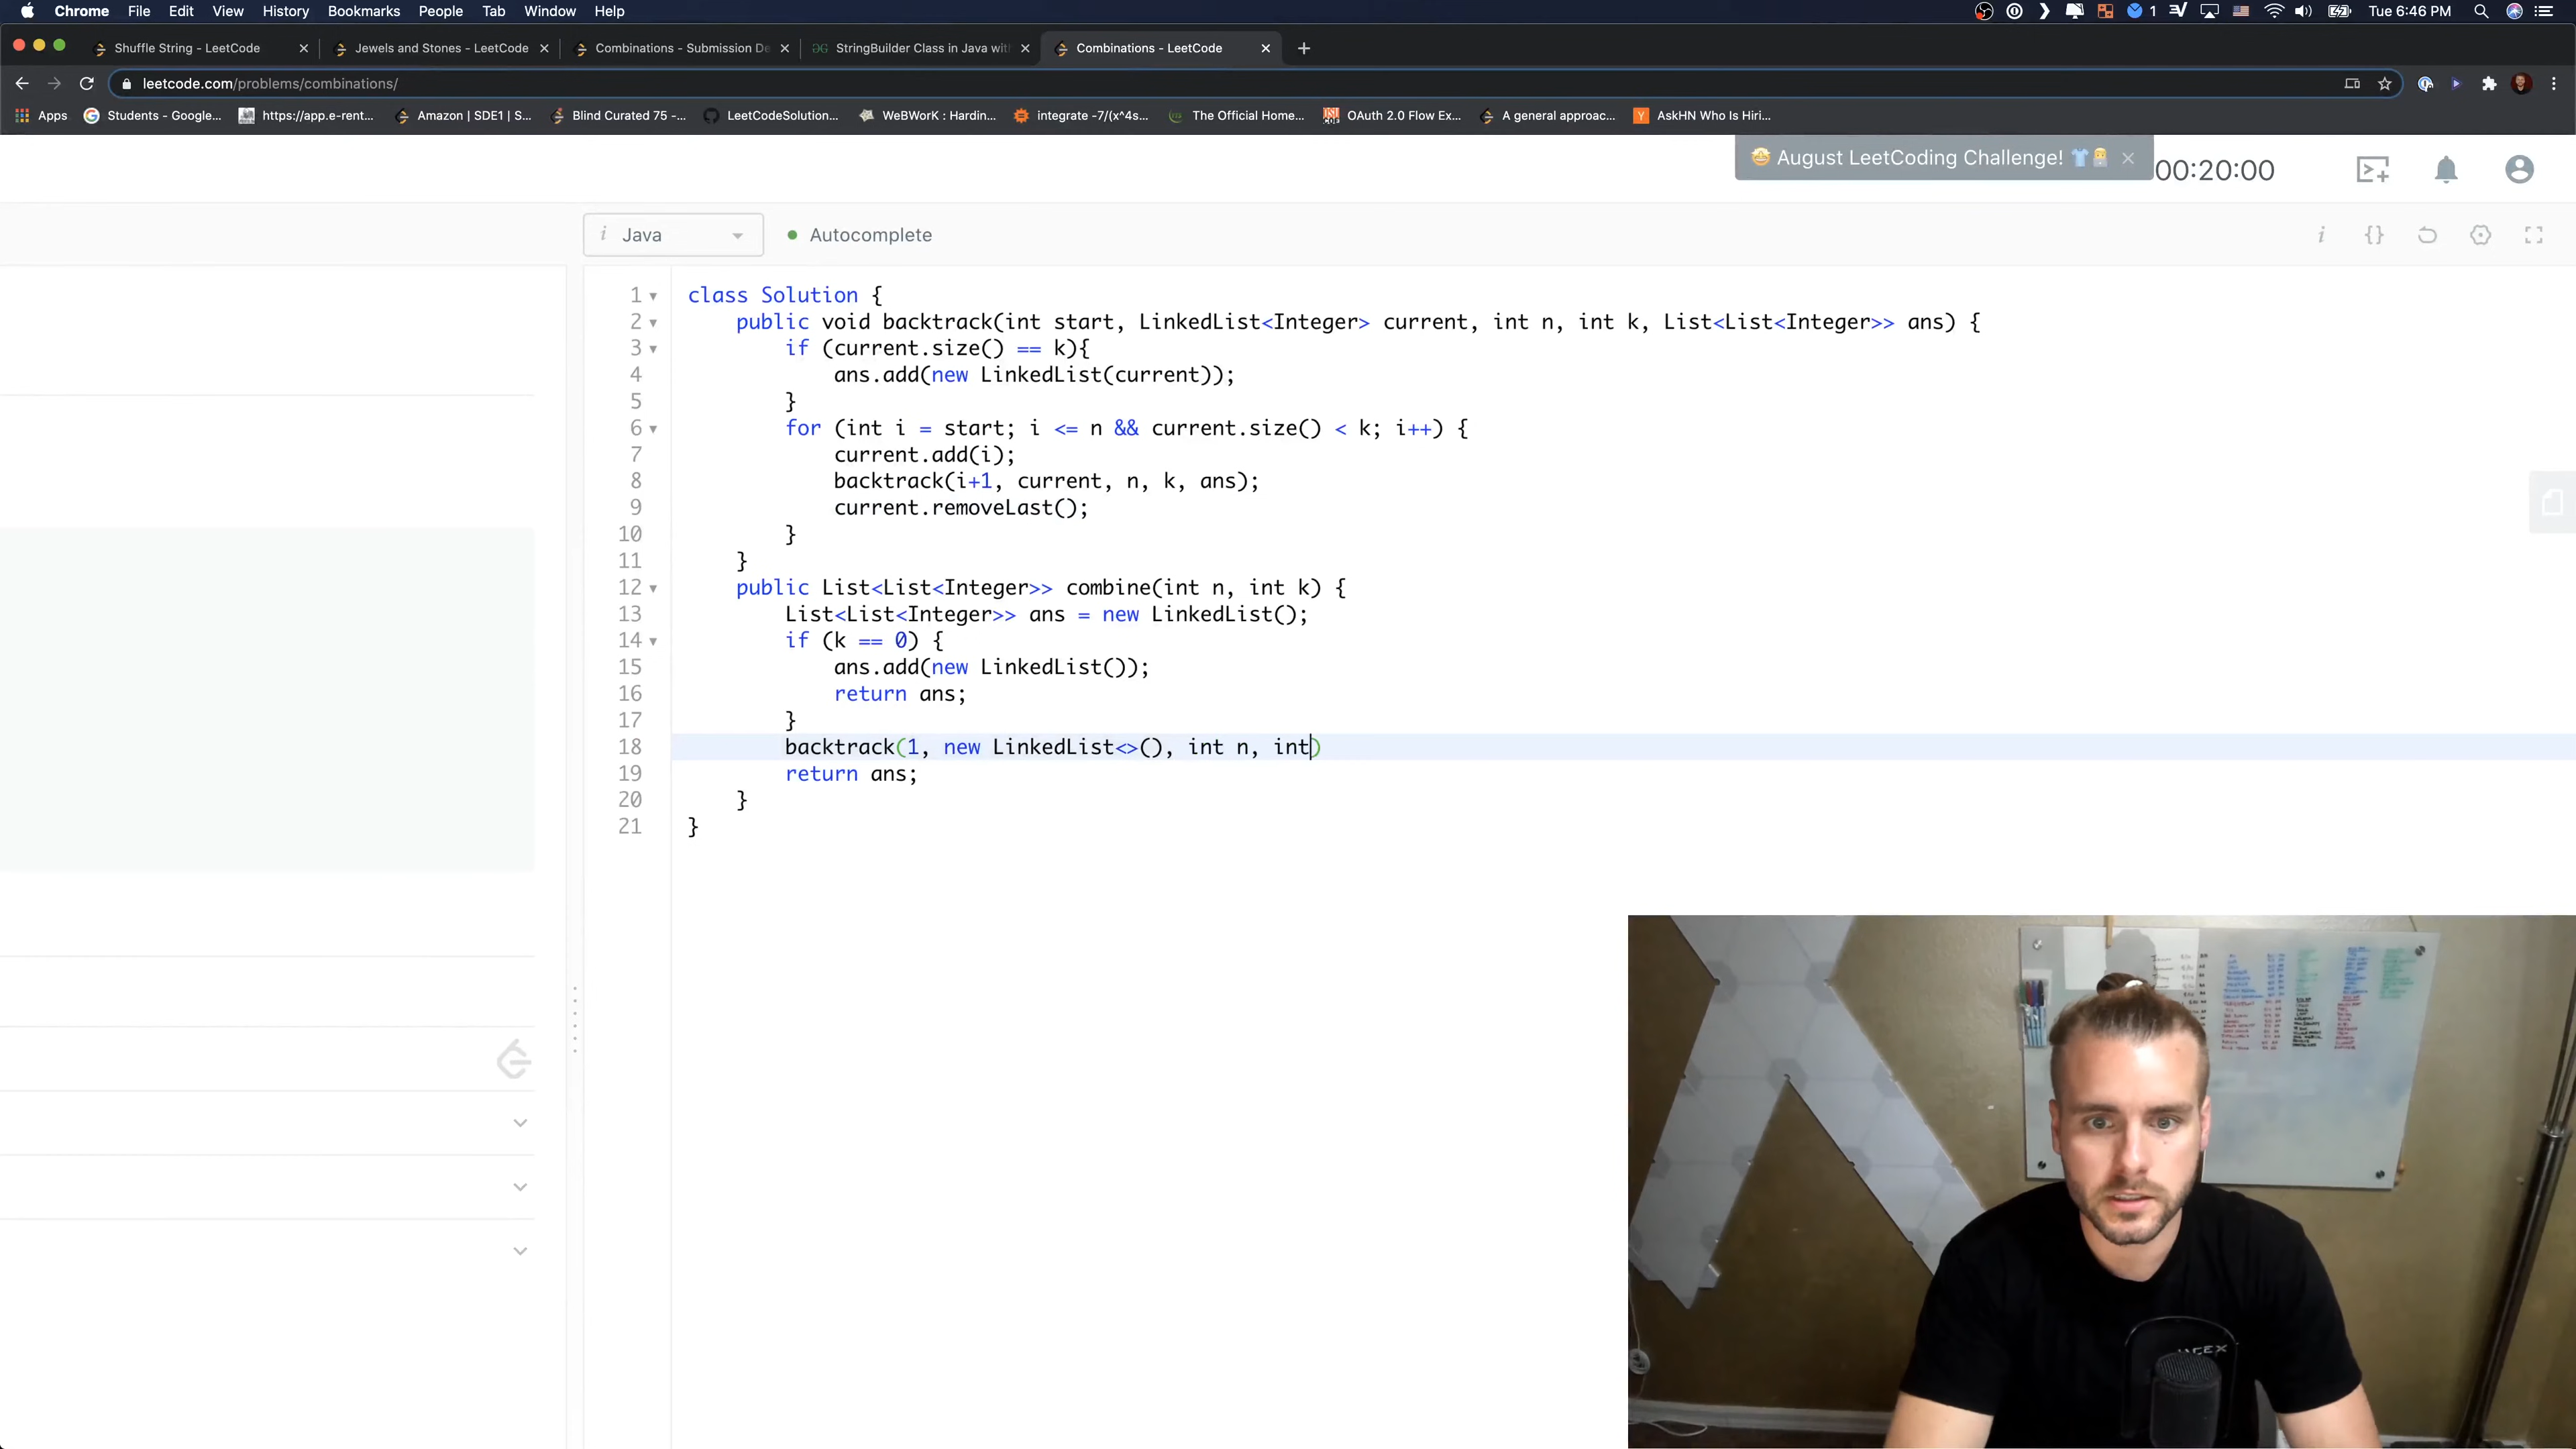 Chrome File Edit View History Bookmarks People Tab Window Help
1 Tue 6:46 PM
Shuffle String - LeetCode
Jewels and Stones - LeetCode
Combinations - Submission De
StringBuilder Class in Java with
Combinations - LeetCode
leetcode.com/problems/combinations/
Apps
Students - Google...
https://app.e-rent...
Amazon | SDE1 | S...
Blind Curated 75 -...
LeetCodeSolution...
WeBWorK : Hardin...
integrate -7/(x^4s...
The Official Home...
OAuth 2.0 Flow Ex...
A general approac...
AskHN Who Is Hiri...
August LeetCoding Challenge!
00:20:00
i Java
Autocomplete
1 class Solution {
2 public void backtrack(int start, LinkedList<Integer> current, int n, int k, List<List<Integer>> ans) {
3 if (current.size() == k){
4 ans.add(new LinkedList(current));
5 }
6 for (int i = start; i <= n && current.size() < k; i++) {
7 current.add(i);
8 backtrack(i+1, current, n, k, ans);
9 current.removeLast();
10 }
11 }
12 public List<List<Integer>> combine(int n, int k) {
13 List<List<Integer>> ans = new LinkedList();
14 if (k == 0) {
15 ans.add(new LinkedList());
16 return ans;
17 }
18 backtrack(1, new LinkedList<>(), int n, int)
19 return ans;
20 }
21 }